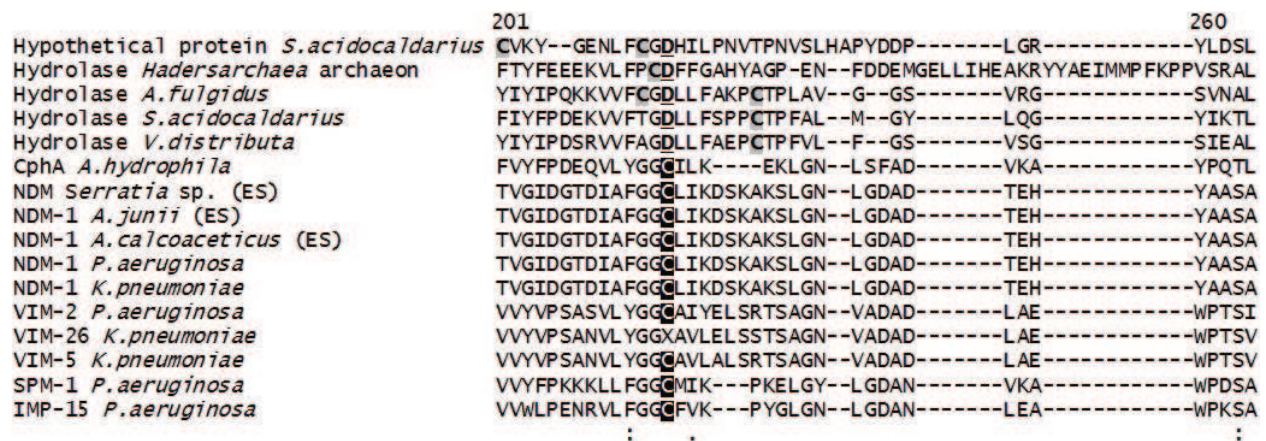 201 260
Hypothetical protein S.acidocaldarius CVKY--GENLFCGDHILPNVTPNVSLHAPYDDP-------LGR------------YLDSL
Hydrolase Hadersarchaea archaeon FTYFEEEKVLFPCDFFGAHYAGP-EN--FDDEMGELLIHEAKRYYAEIMMPFKPPVSRAL
Hydrolase A.fulgidus YIYIPQKKVVFCGDLLFAKPCTPLAV--G--GS-------VRG------------SVNAL
Hydrolase S.acidocaldarius FIYFPDEKVVFTGDLLFSPPCTPFAL--M--GY-------LQG------------YIKTL
Hydrolase V.distributa YIYIPDSRVVFAGDLLFAEPCTPFVL--F--GS-------VSG------------SIEAL
CphA A.hydrophila FVYFPDEQVLYGGCILK----EKLGN--LSFAD-------VKA------------YPQTL
NDM Serratia sp. (ES) TVGIDGTDIAFGGCLIKDSKAKSLGN--LGDAD-------TEH------------YAASA
NDM-1 A.junii (ES) TVGIDGTDIAFGGCLIKDSKAKSLGN--LGDAD-------TEH------------YAASA
NDM-1 A.calcoaceticus (ES) TVGIDGTDIAFGGCLIKDSKAKSLGN--LGDAD-------TEH------------YAASA
NDM-1 P.aeruginosa TVGIDGTDIAFGGCLIKDSKAKSLGN--LGDAD-------TEH------------YAASA
NDM-1 K.pneumoniae TVGIDGTDIAFGGCLIKDSKAKSLGN--LGDAD-------TEH------------YAASA
VIM-2 P.aeruginosa VVYVPSASVLYGGCAIYELSRTSAGN--VADAD-------LAE------------WPTSI
VIM-26 K.pneumoniae VVYVPSANVLYGGXAVLELSSTSAGN--VADAD-------LAE------------WPTSV
VIM-5 K.pneumoniae VVYVPSANVLYGGCAVLALSRTSAGN--VADAD-------LAE------------WPTSV
SPM-1 P.aeruginosa VVYFPKKKLLFGGCMIK---PKELGY--LGDAN-------VKA------------WPDSA
IMP-15 P.aeruginosa VVWLPENRVLFGGCFVK---PYGLGN--LGDAN-------LEA------------WPKSA
: . :